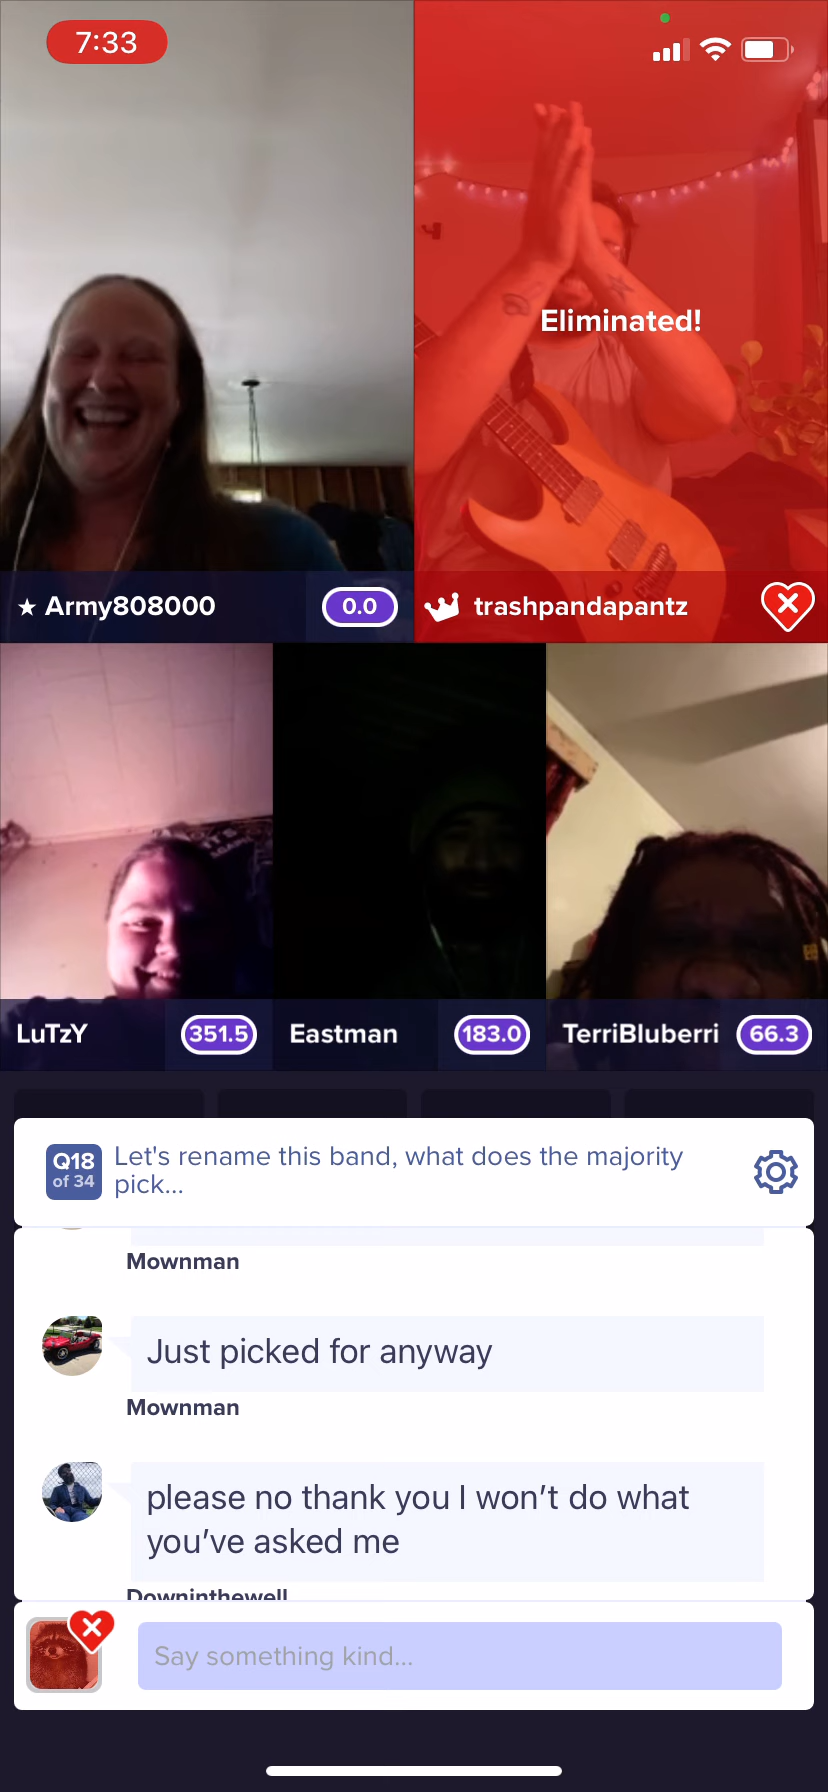 7:33
Eliminated!
Army808000
0.0
trashpandapantz
LuTzY
351.5
Eastman
183.0
TerriBluberri
66.3
Q18
of 34
Let's rename this band, what does the majority
pick...
Mownman
Just picked for anyway
Mownman
please no thank you I won't do what
you've asked me
Downinthewell
Say something kind...